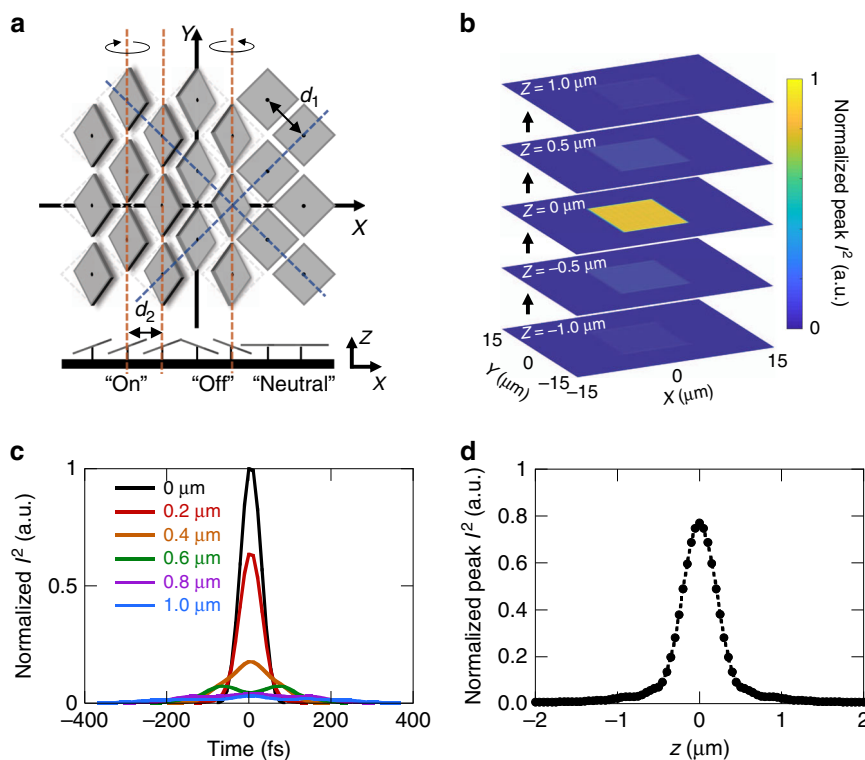 a
Y
d1
X
d2
Z
X
"On"
"Off"
"Neutral"
b
Z = 1.0 μm
Z = 0.5 μm
Z = 0 μm
Z = −0.5 μm
Z = −1.0 μm
15
0
−15
Y (μm)
−15
0
15
X (μm)
1
0
Normalized peak I² (a.u.)
c
1
0.5
0
Normalized I² (a.u.)
0 μm
0.2 μm
0.4 μm
0.6 μm
0.8 μm
1.0 μm
−400 −200 0 200 400
Time (fs)
d
1
0.8
0.6
0.4
0.2
0
Normalized peak I² (a.u.)
−2 −1 0 1 2
z (μm)